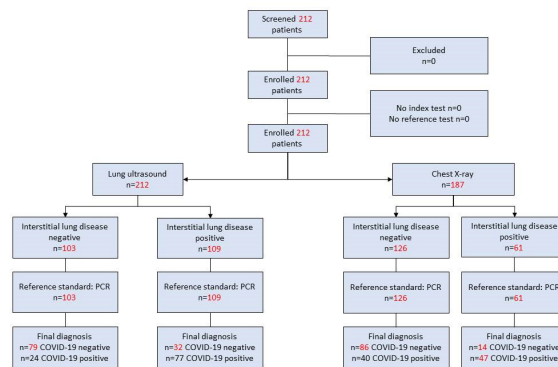 Screened 212
patients
Excluded
n=0
Enrolled 212
patients
No index test n=0
No reference test n=0
Enrolled 212
patients
Lung ultrasound
n=212
Chest X-ray
n=187
Interstitial lung disease
negative
n=103
Interstitial lung disease
positive
n=109
Interstitial lung disease
negative
n=126
Interstitial lung disease
positive
n=61
Reference standard: PCR
n=103
Reference standard: PCR
n=109
Reference standard: PCR
n=126
Reference standard: PCR
n=61
Final diagnosis
n=79 COVID-19 negative
n=24 COVID-19 positive
Final diagnosis
n=32 COVID-19 negative
n=77 COVID-19 positive
Final diagnosis
n=86 COVID-19 negative
n=40 COVID-19 positive
Final diagnosis
n=14 COVID-19 negative
n=47 COVID-19 positive